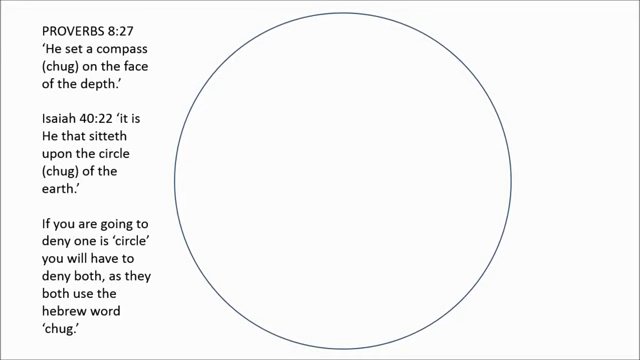 PROVERBS 8:27
‘He set a compass
(chug) on the face
of the depth.’
Isaiah 40:22 ‘it is
He that sitteth
upon the circle
(chug) of the
earth.’
If you are going to
deny one is ‘circle’
you will have to
deny both, as they
both use the
hebrew word
‘chug.’